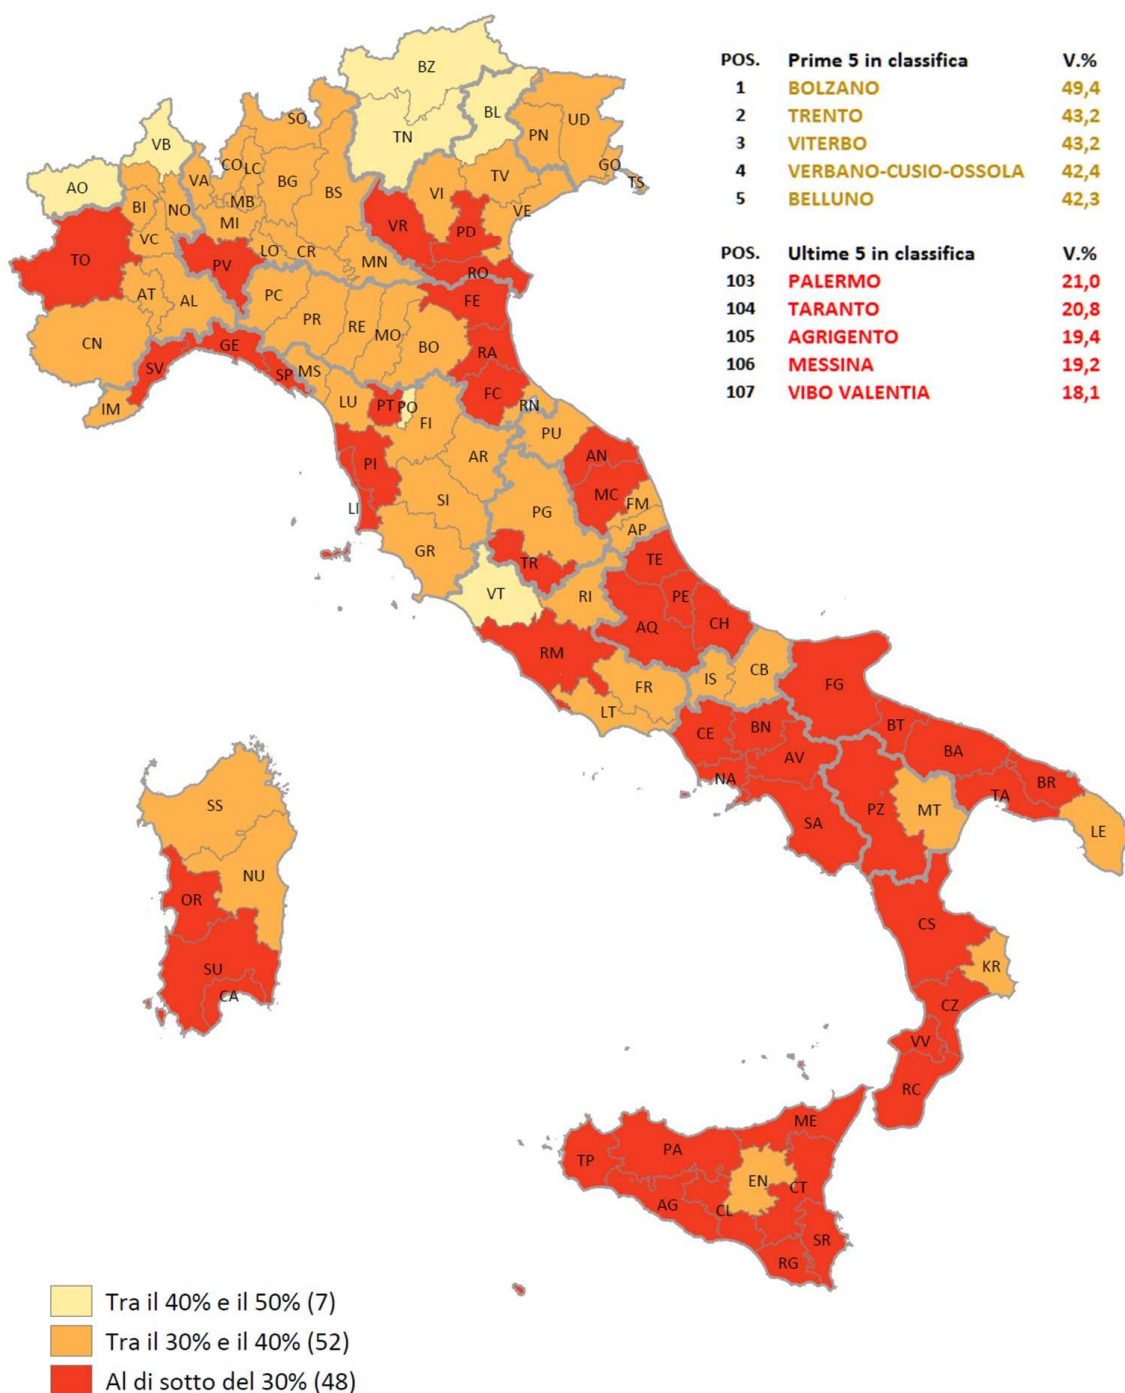 POS. Prime 5 in classifica V.%
1 BOLZANO 49,4
2 TRENTO 43,2
3 VITERBO 43,2
4 VERBANO-CUSIO-OSSOLA 42,4
5 BELLUNO 42,3
POS. Ultime 5 in classifica V.%
103 PALERMO 21,0
104 TARANTO 20,8
105 AGRIGENTO 19,4
106 MESSINA 19,2
107 VIBO VALENTIA 18,1
BZ
BL
UD
SO
PN
TN
VB
CO LC
GO
VA
TV
TS
AO
BG
BS
VI
MB
BI
NO
VE
MI
VR
PD
VC
LO CR
TO
PV
MN
RO
AT
AL
PC
FE
PR
RE
MO
CN
BO
GE
RA
SV
MS
SP
FC
LU
PT
PO
RN
IM
FI
PU
AR
AN
PI
MC
SI
FM
LI
PG
AP
GR
TE
TR
VT
RI
PE
AQ
CH
RM
CB
IS
FR
FG
LT
BT
CE
BN
BA
AV
NA
BR
TA
SS
PZ
MT
SA
LE
NU
OR
CS
KR
SU
CA
CZ
VV
RC
ME
PA
TP
EN
CT
AG
CL
SR
RG
Tra il 40% e il 50% (7)
Tra il 30% e il 40% (52)
Al di sotto del 30% (48)